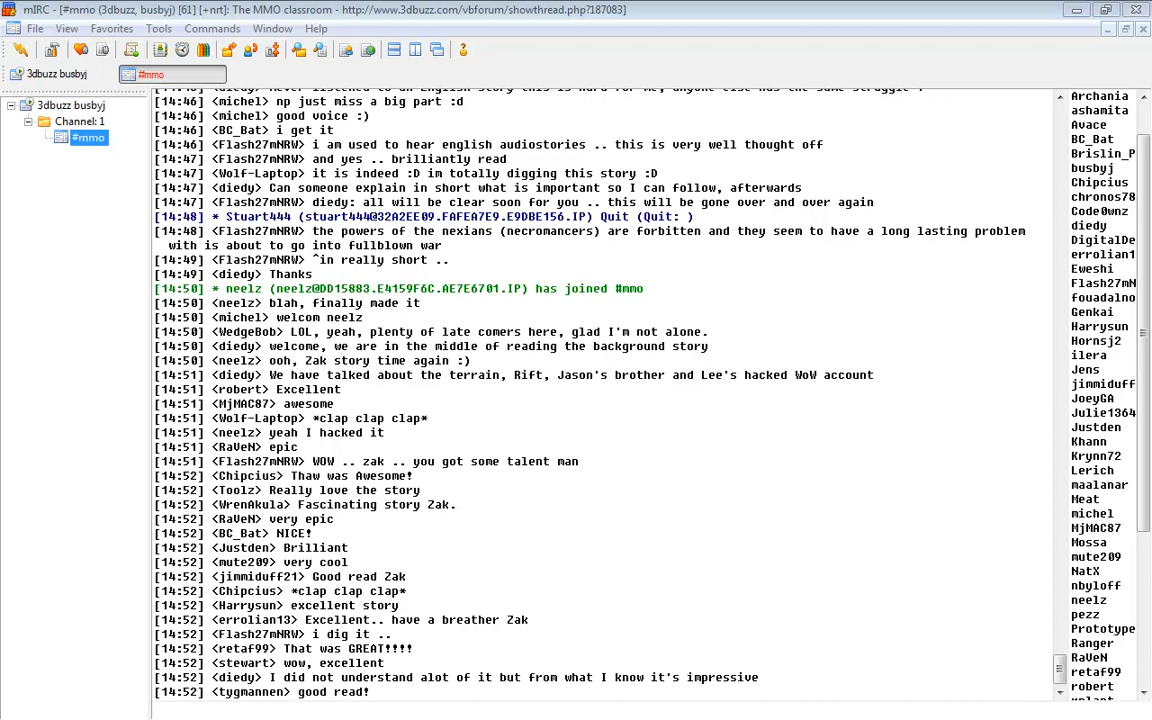 mIRC - [#mmo (3dbuzz, busbyj) [61] [+nrt]: The MMO classroom - http://www.3dbuzz.com/vbforum/showthread.php?187083]
File View Favorites Tools Commands Window Help
3dbuzz busbyj #mmo
3dbuzz busbyj
Channel: 1
#mmo
[14:46] <michel> np just miss a big part :d
[14:46] <michel> good voice :)
[14:46] <BC_Bat> i get it
[14:46] <Flash27mNRW> i am used to hear english audiostories .. this is very well thought off
[14:47] <Flash27mNRW> and yes .. brilliantly read
[14:47] <Wolf-Laptop> it is indeed :D im totally digging this story :D
[14:47] <diedy> Can someone explain in short what is important so I can follow, afterwards
[14:47] <Flash27mNRW> diedy: all will be clear soon for you .. this will be gone over and over again
[14:48] * Stuart444 (stuart444@32A2EE09.FAFEA7E9.E9DBE156.IP) Quit (Quit: )
[14:48] <Flash27mNRW> the powers of the nexians (necromancers) are forbitten and they seem to have a long lasting problem
with is about to go into fullblown war
[14:49] <Flash27mNRW> ^in really short ..
[14:49] <diedy> Thanks
[14:50] * neelz (neelz@DD15883.E4159F6C.AE7E6701.IP) has joined #mmo
[14:50] <neelz> blah, finally made it
[14:50] <michel> welcom neelz
[14:50] <WedgeBob> LOL, yeah, plenty of late comers here, glad I'm not alone.
[14:50] <diedy> welcome, we are in the middle of reading the background story
[14:50] <neelz> ooh, Zak story time again :)
[14:51] <diedy> We have talked about the terrain, Rift, Jason's brother and Lee's hacked WoW account
[14:51] <robert> Excellent
[14:51] <MjMAC87> awesome
[14:51] <Wolf-Laptop> *clap clap clap*
[14:51] <neelz> yeah I hacked it
[14:51] <RaVeN> epic
[14:51] <Flash27mNRW> WOW .. zak .. you got some talent man
[14:52] <Chipcius> Thaw was Awesome!
[14:52] <Toolz> Really love the story
[14:52] <WrenAkula> Fascinating story Zak.
[14:52] <RaVeN> very epic
[14:52] <BC_Bat> NICE!
[14:52] <Justden> Brilliant
[14:52] <mute209> very cool
[14:52] <jimmiduff21> Good read Zak
[14:52] <Chipcius> *clap clap clap*
[14:52] <Harrysun> excellent story
[14:52] <errolian13> Excellent.. have a breather Zak
[14:52] <Flash27mNRW> i dig it ..
[14:52] <retaf99> That was GREAT!!!!
[14:52] <stewart> wow, excellent
[14:52] <diedy> I did not understand alot of it but from what I know it's impressive
[14:52] <tygmannen> good read!
Archania
ashamita
Avace
BC_Bat
Brislin_P
busbyj
Chipcius
chronos78
Code0wnz
diedy
DigitalDe
errolian1
Eweshi
Flash27mN
fouadalno
Genkai
Harrysun
Hornsj2
ilera
Jens
jimmiduff
JoeyGA
Julie1364
Justden
Khann
Krynn72
Lerich
maalanar
Meat
michel
MjMAC87
Mossa
mute209
NatX
nbyloff
neelz
pezz
Prototype
Ranger
RaVeN
retaf99
robert